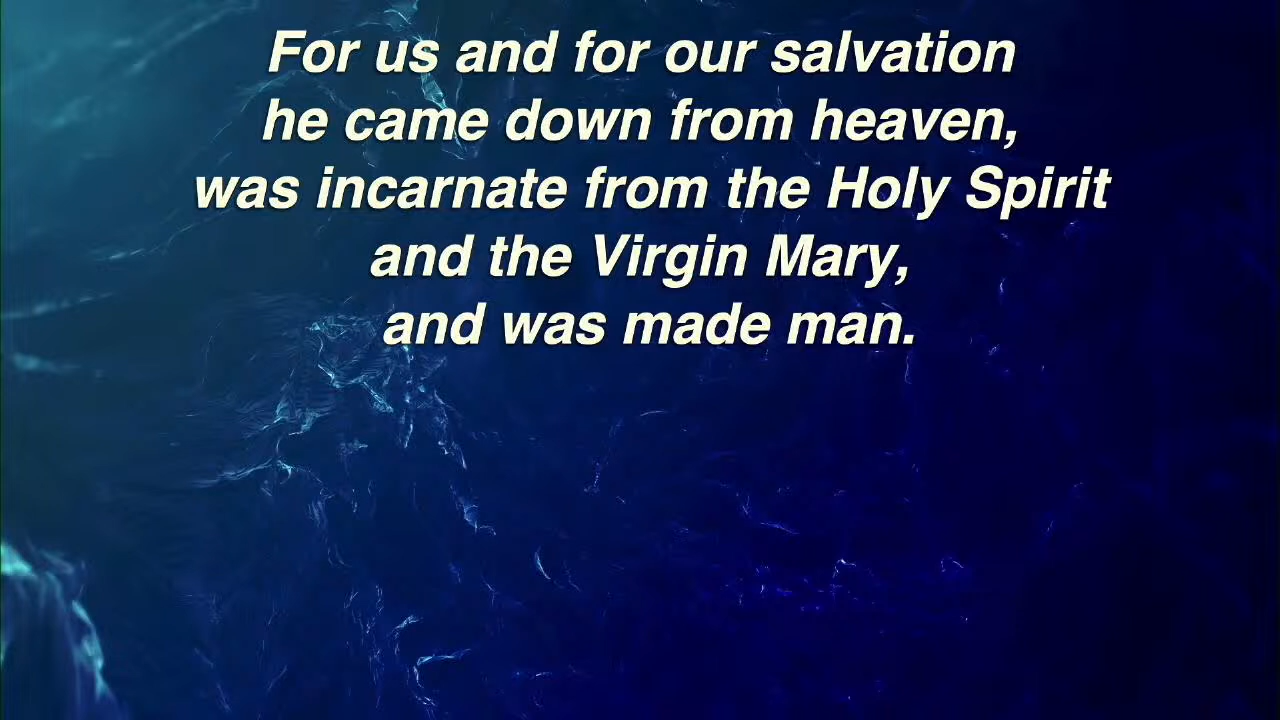 For us and for our salvation
he came down from heaven,
was incarnate from the Holy Spirit
and the Virgin Mary,
and was made man.